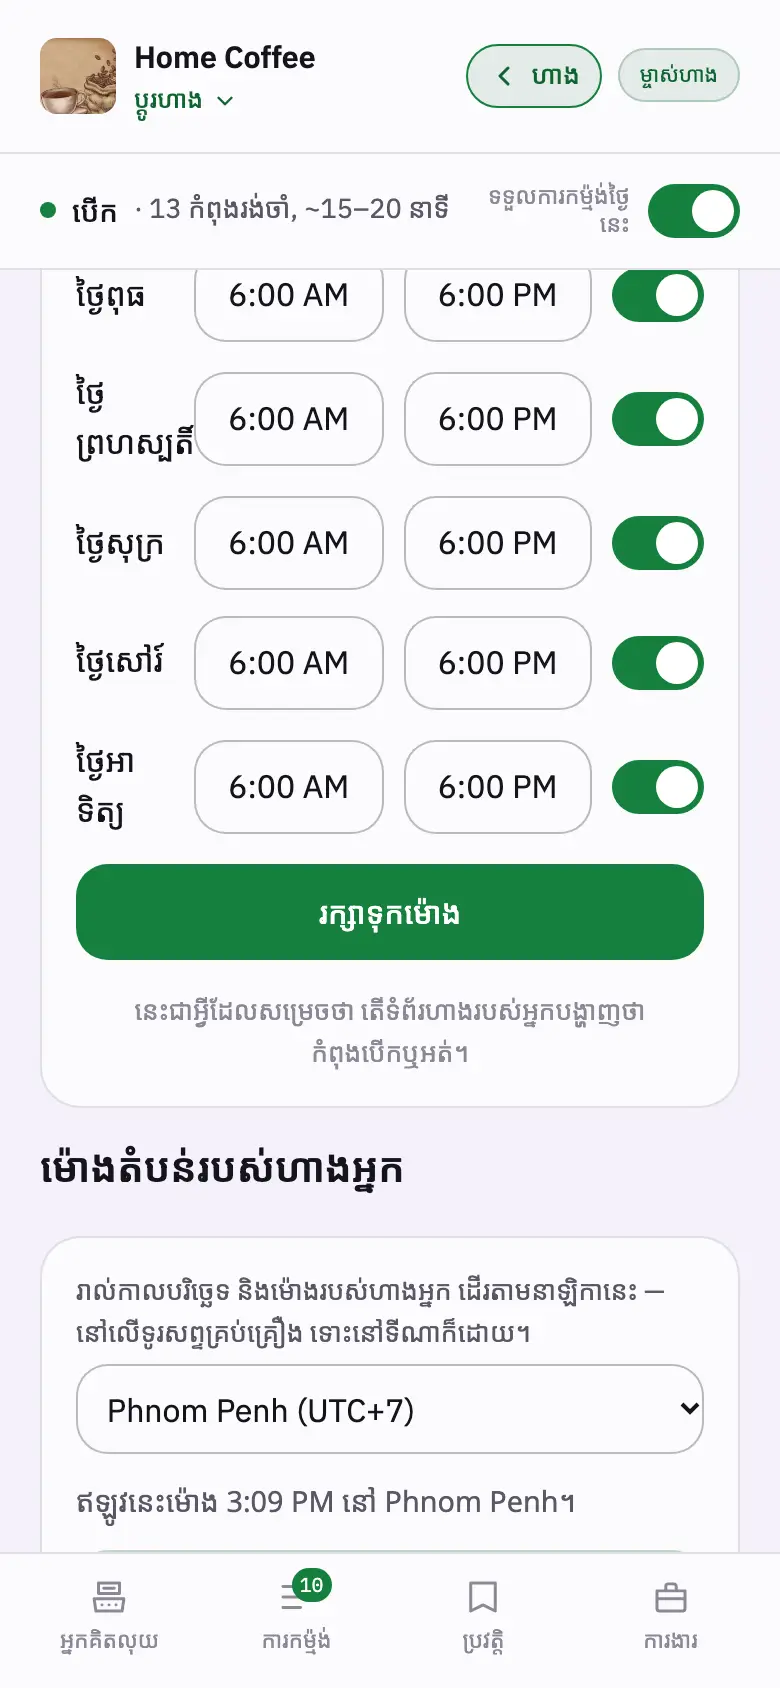 Home Coffee
ប្ដូរហាង
ហាង
ម្ចាស់ហាង
បើក · 13 កំពុងរង់ចាំ, ~15–20 នាទី
ទទួលការកម្ម៉ង់ថ្ងៃ
នេះ
ថ្ងៃពុធ 6:00 AM 6:00 PM
ថ្ងៃ
ព្រហស្បតិ៍ 6:00 AM 6:00 PM
ថ្ងៃសុក្រ 6:00 AM 6:00 PM
ថ្ងៃសៅរ៍ 6:00 AM 6:00 PM
ថ្ងៃអា
ទិត្យ 6:00 AM 6:00 PM
រក្សាទុកម៉ោង
នេះជាអ្វីដែលសម្រេចថា តើទំព័រហាងរបស់អ្នកបង្ហាញថា
កំពុងបើកឬអត់។
ម៉ោងតំបន់របស់ហាងអ្នក
រាល់កាលបរិច្ឆេទ និងម៉ោងរបស់ហាងអ្នក ដើរតាមនាឡិកានេះ —
នៅលើទូរសព្ទគ្រប់គ្រឿង ទោះនៅទីណាក៏ដោយ។
Phnom Penh (UTC+7)
ឥឡូវនេះម៉ោង 3:09 PM នៅ Phnom Penh។
10
អ្នកគិតលុយ
ការកម្ម៉ង់
ប្រវត្តិ
ការងារ